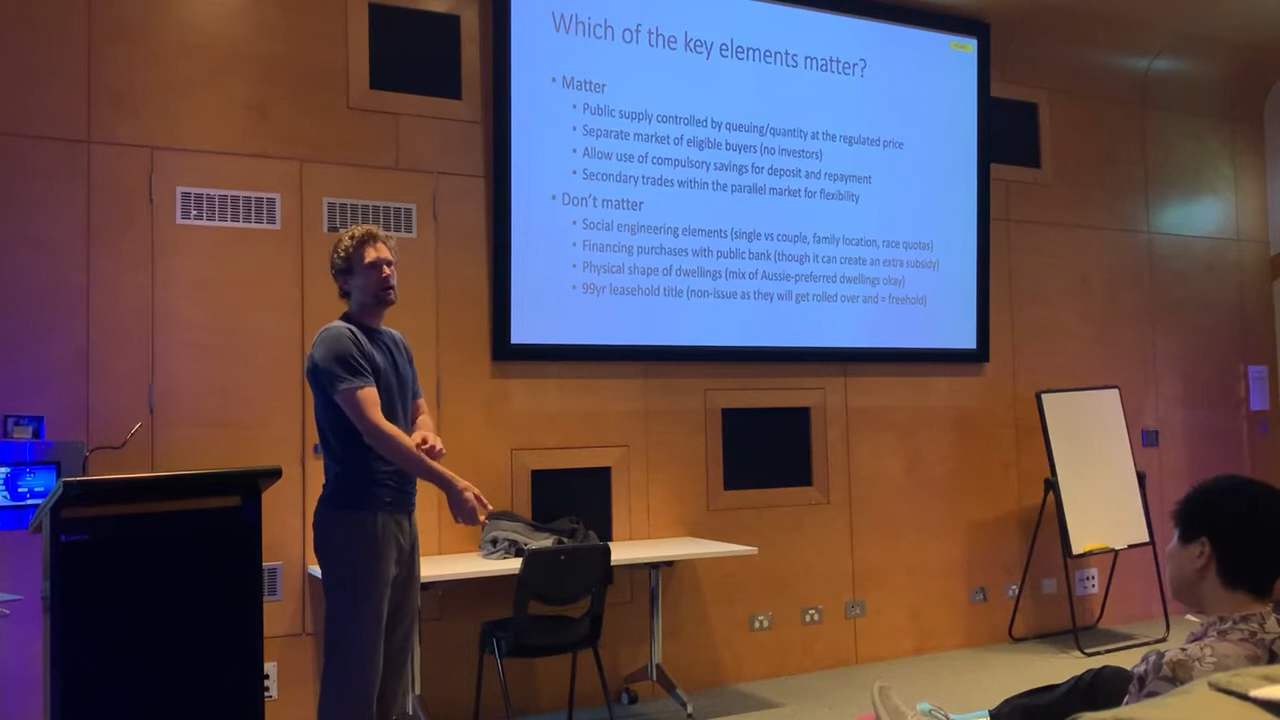 Which of the key elements matter?
• Matter
• Public supply controlled by queuing/quantity at the regulated price
• Separate market of eligible buyers (no investors)
• Allow use of compulsory savings for deposit and repayment
• Secondary trades within the parallel market for flexibility
• Don't matter
• Social engineering elements (single vs couple, family location, race quotas)
• Financing purchases with public bank (though it can create an extra subsidy)
• Physical shape of dwellings (mix of Aussie-preferred dwellings okay)
• 99yr leasehold title (non-issue as they will get rolled over and = freehold)